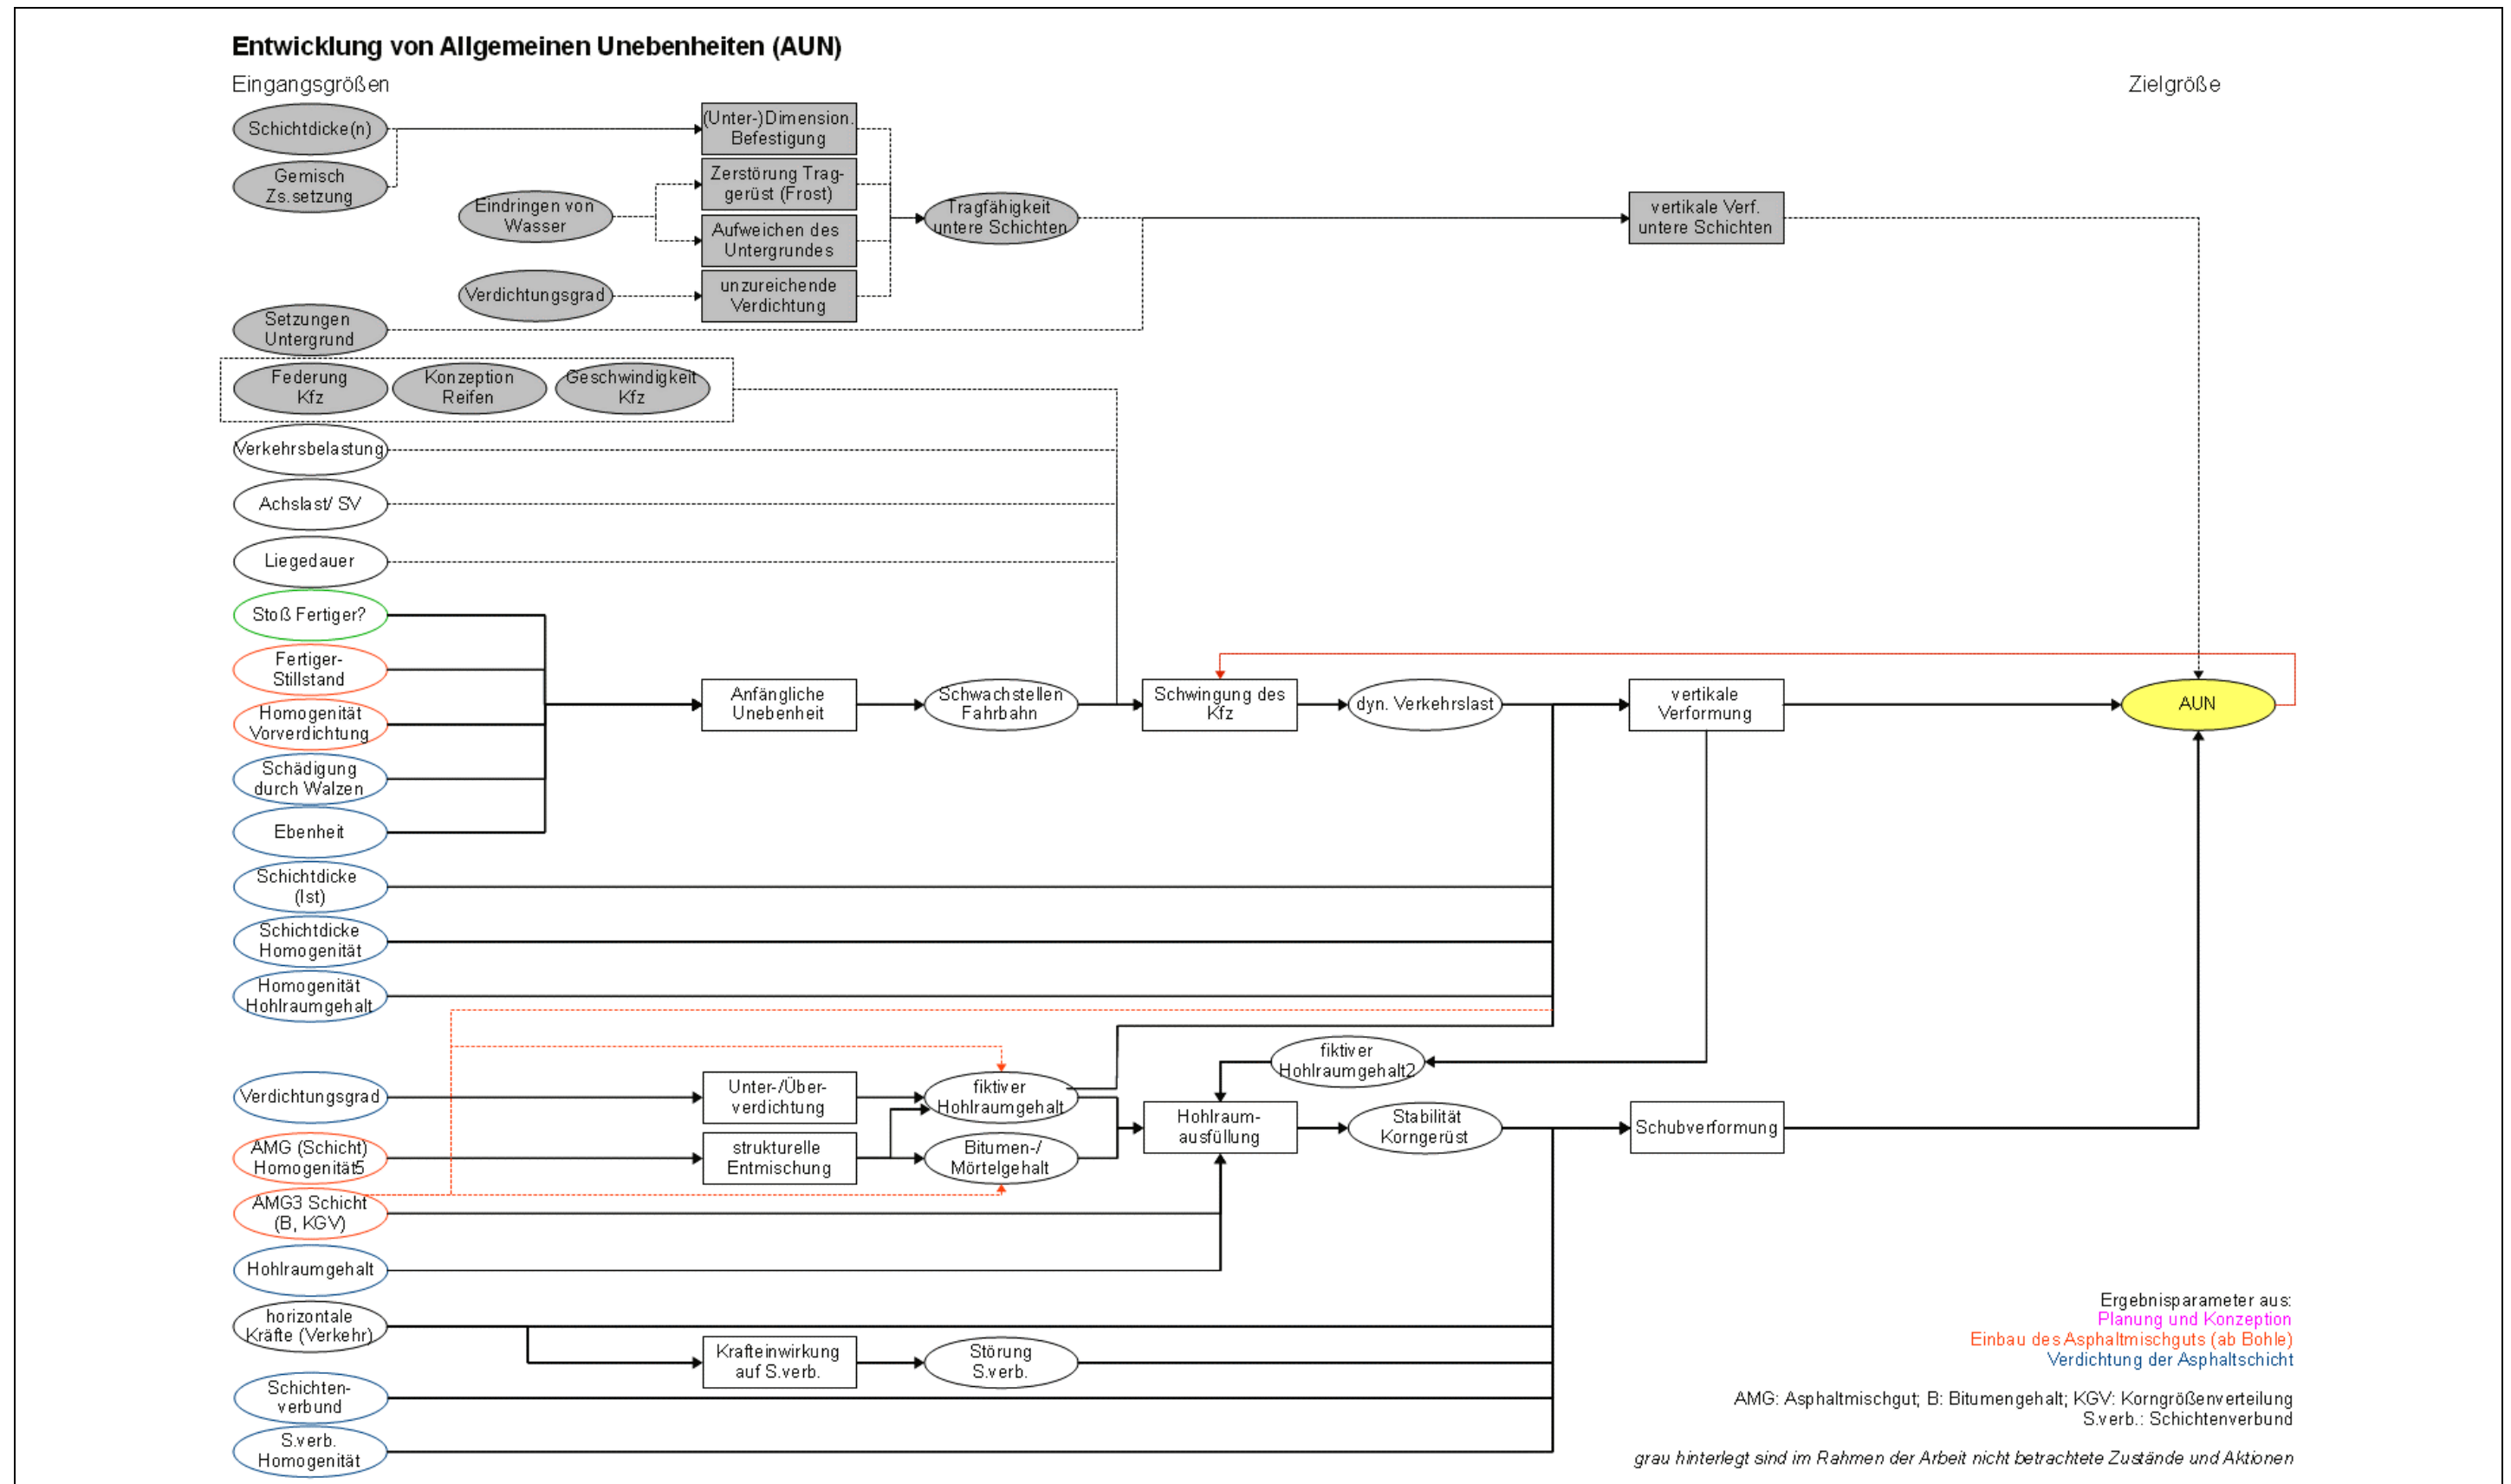 Entwicklung von Allgemeinen Unebenheiten (AUN)
Eingangsgrößen
Zielgröße
Schichtdicke(n)
(Unter-)Dimension.
Befestigung
Gemisch
Zs.setzung
Zerstörung Trag-
gerüst (Frost)
Eindringen von
Wasser
Tragfähigkeit
untere Schichten
vertikale Verf.
untere Schichten
Aufweichen des
Untergrundes
Verdichtungsgrad
unzureichende
Verdichtung
Setzungen
Untergrund
Federung
Kfz
Konzeption
Reifen
Geschwindigkeit
Kfz
Verkehrsbelastung
Achslast/ SV
Liegedauer
Stoß Fertiger?
Fertiger-
Stillstand
Homogenität
Vorverdichtung
Anfängliche
Unebenheit
Schwachstellen
Fahrbahn
Schwingung des
Kfz
dyn. Verkehrslast
vertikale
Verformung
AUN
Schädigung
durch Walzen
Ebenheit
Schichtdicke
(Ist)
Schichtdicke
Homogenität
Homogenität
Hohlraumgehalt
fiktiver
Hohlraumgehalt2
Verdichtungsgrad
Unter-/Über-
verdichtung
fiktiver
Hohlraumgehalt
Hohlraum-
ausfüllung
Stabilität
Korngerüst
Schubverformung
AMG (Schicht)
Homogenität5
strukturelle
Entmischung
Bitumen-/
Mörtelgehalt
AMG3 Schicht
(B, KGV)
Hohlraumgehalt
horizontale
Kräfte (Verkehr)
Krafteinwirkung
auf S.verb.
Störung
S.verb.
Schichten-
verbund
S.verb.
Homogenität
Ergebnisparameter aus:
Planung und Konzeption
Einbau des Asphaltmischguts (ab Bohle)
Verdichtung der Asphaltschicht
AMG: Asphaltmischgut; B: Bitumengehalt; KGV: Korngrößenverteilung
S.verb.: Schichtenverbund
grau hinterlegt sind im Rahmen der Arbeit nicht betrachtete Zustände und Aktionen